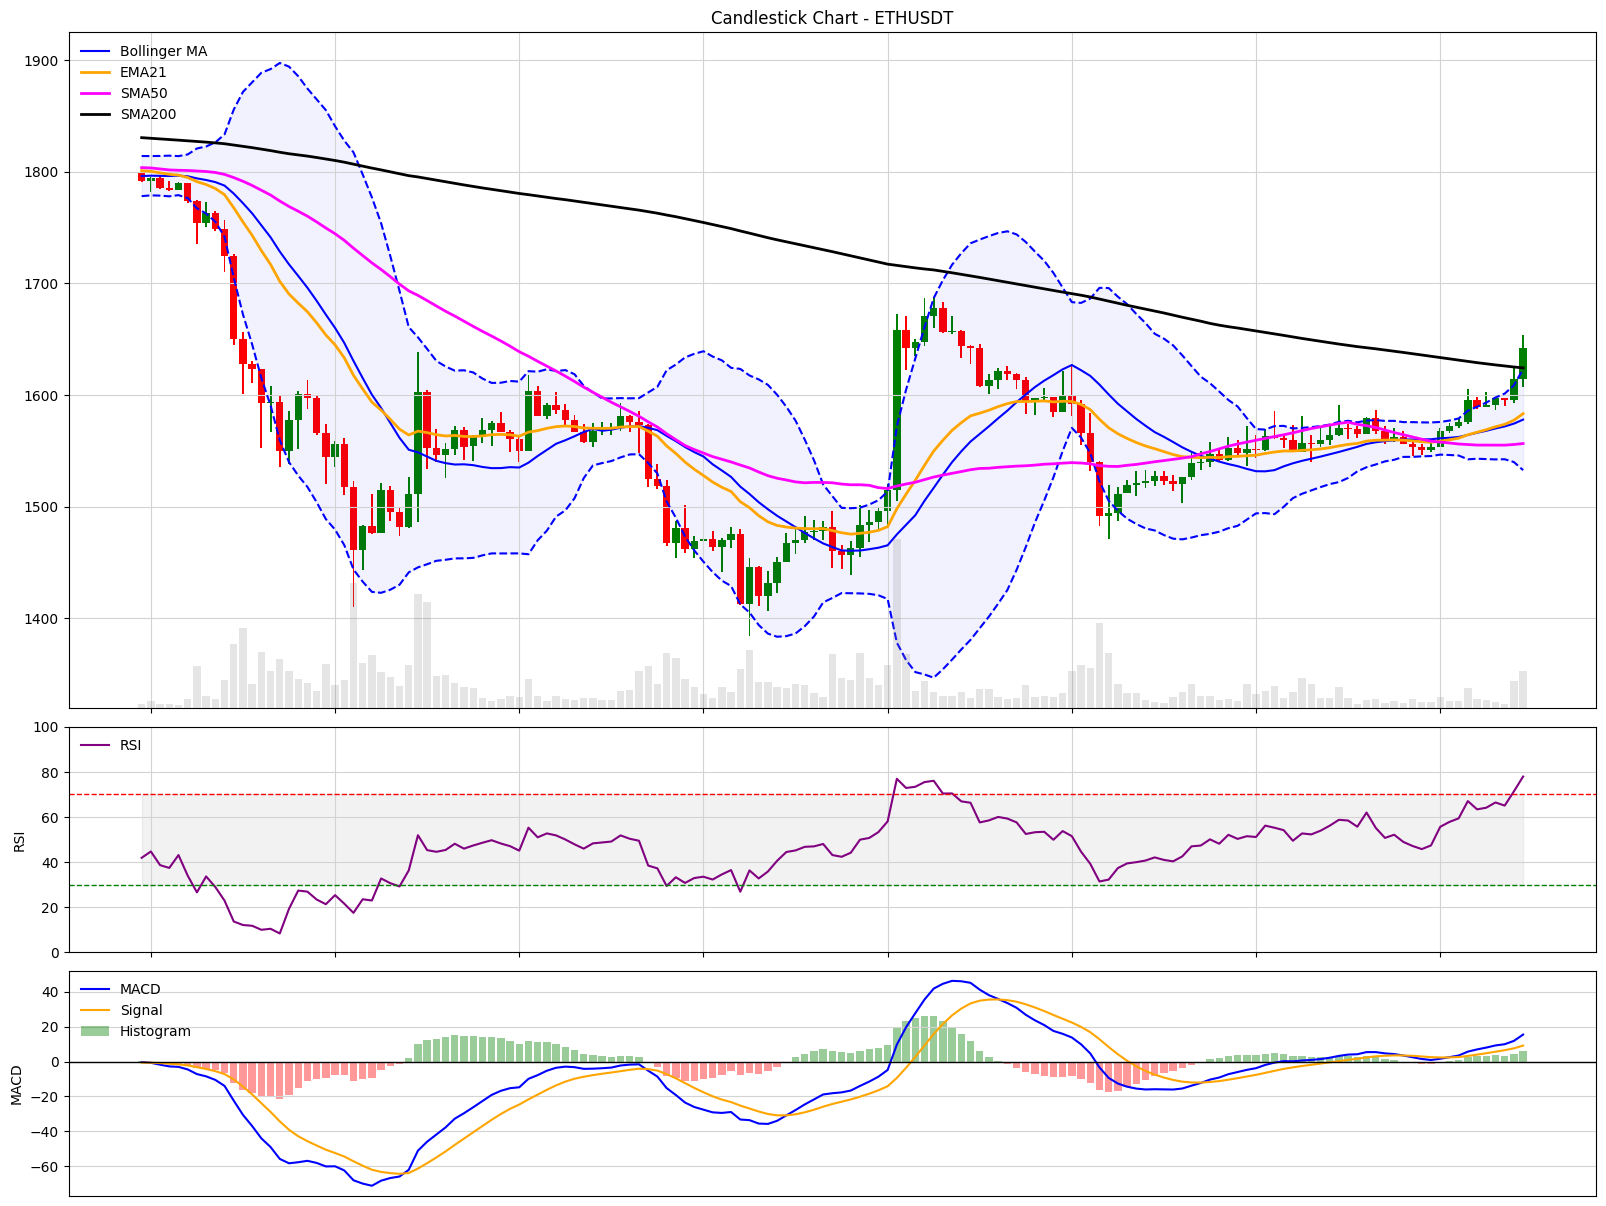 Candlestick Chart - ETHUSDT
Bollinger MA
EMA21
SMA50
SMA200
1900
1800
1700
1600
1500
1400
RSI
100
80
60
40
20
0
RSI
MACD
Signal
Histogram
40
20
0
−20
−40
−60
MACD